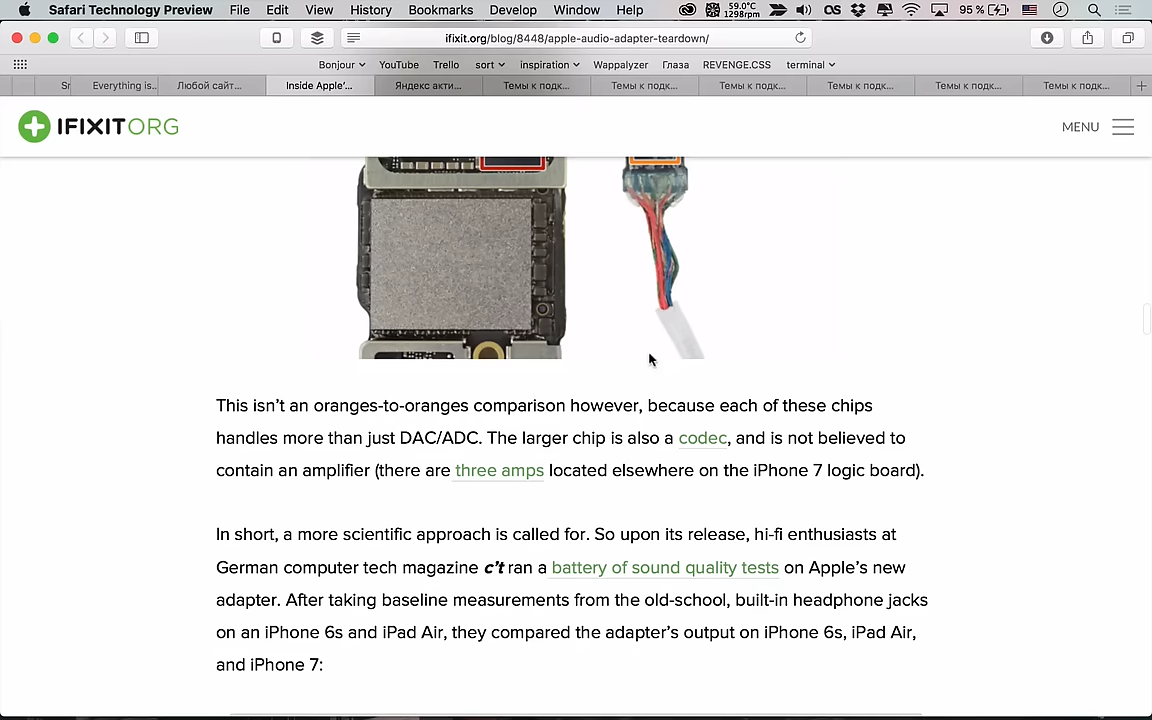 Safari Technology Preview File Edit View History Bookmarks Develop Window Help 59.0°C 1298rpm 95 %
ifixit.org/blog/8448/apple-audio-adapter-teardown/
Bonjour YouTube Trello sort inspiration Wappalyzer Глаза REVENGE.CSS terminal
Sr Everything is.. Любой сайт... Inside Apple'... Яндекс акти... Темы к подк... Темы к подк... Темы к подк... Темы к подк... Темы к подк... Темы к подк...
IFIXITORG MENU
This isn't an oranges-to-oranges comparison however, because each of these chips
handles more than just DAC/ADC. The larger chip is also a codec, and is not believed to
contain an amplifier (there are three amps located elsewhere on the iPhone 7 logic board).
In short, a more scientific approach is called for. So upon its release, hi-fi enthusiasts at
German computer tech magazine c't ran a battery of sound quality tests on Apple's new
adapter. After taking baseline measurements from the old-school, built-in headphone jacks
on an iPhone 6s and iPad Air, they compared the adapter's output on iPhone 6s, iPad Air,
and iPhone 7: